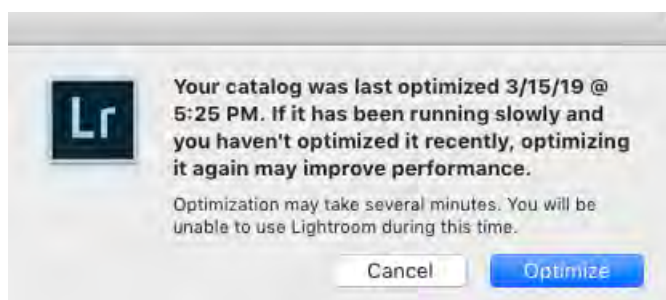 Lr
Your catalog was last optimized 3/15/19 @
5:25 PM. If it has been running slowly and
you haven't optimized it recently, optimizing
it again may improve performance.
Optimization may take several minutes. You will be
unable to use Lightroom during this time.
Cancel Optimize